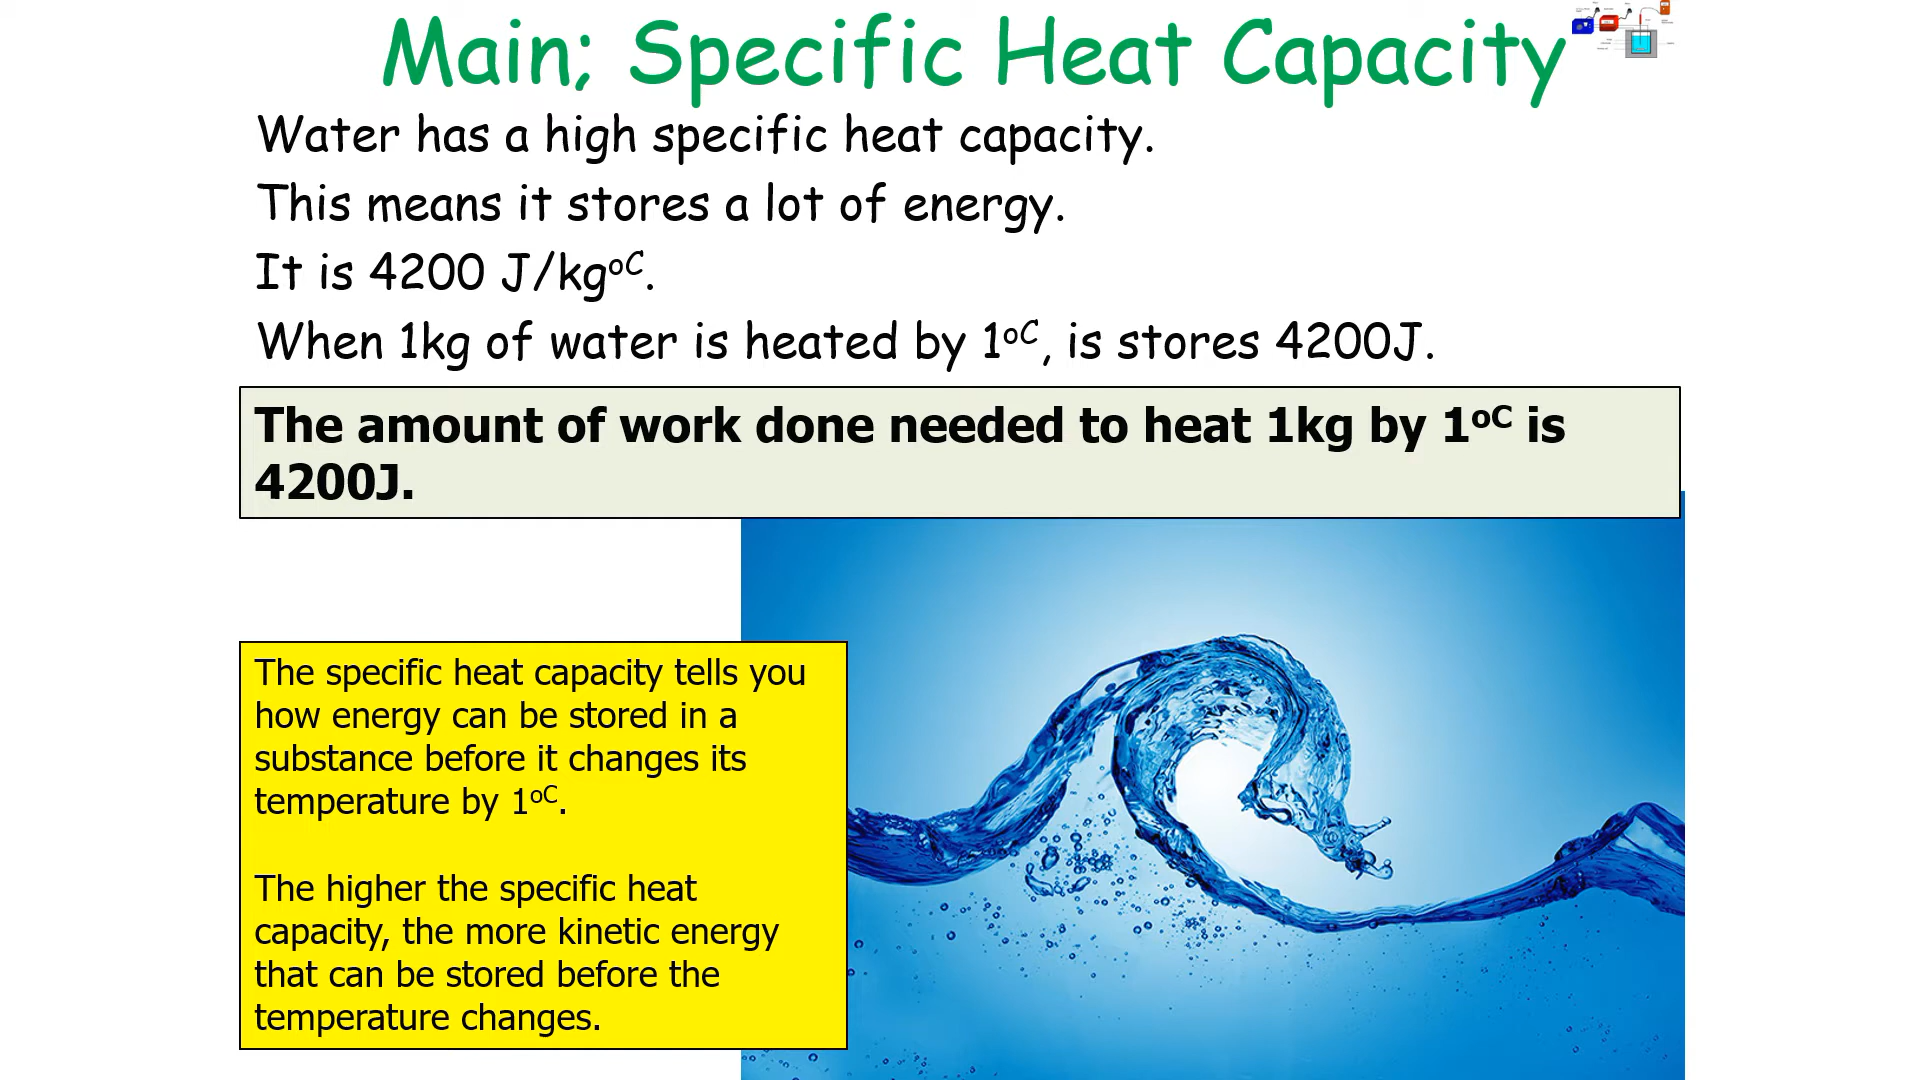 Main; Specific Heat Capacity
Water has a high specific heat capacity.
This means it stores a lot of energy.
It is 4200 J/kgoC.
When 1kg of water is heated by 1oC, is stores 4200J.
The amount of work done needed to heat 1kg by 1oC is
4200J.
The specific heat capacity tells you
how energy can be stored in a
substance before it changes its
temperature by 1oC.
The higher the specific heat
capacity, the more kinetic energy
that can be stored before the
temperature changes.